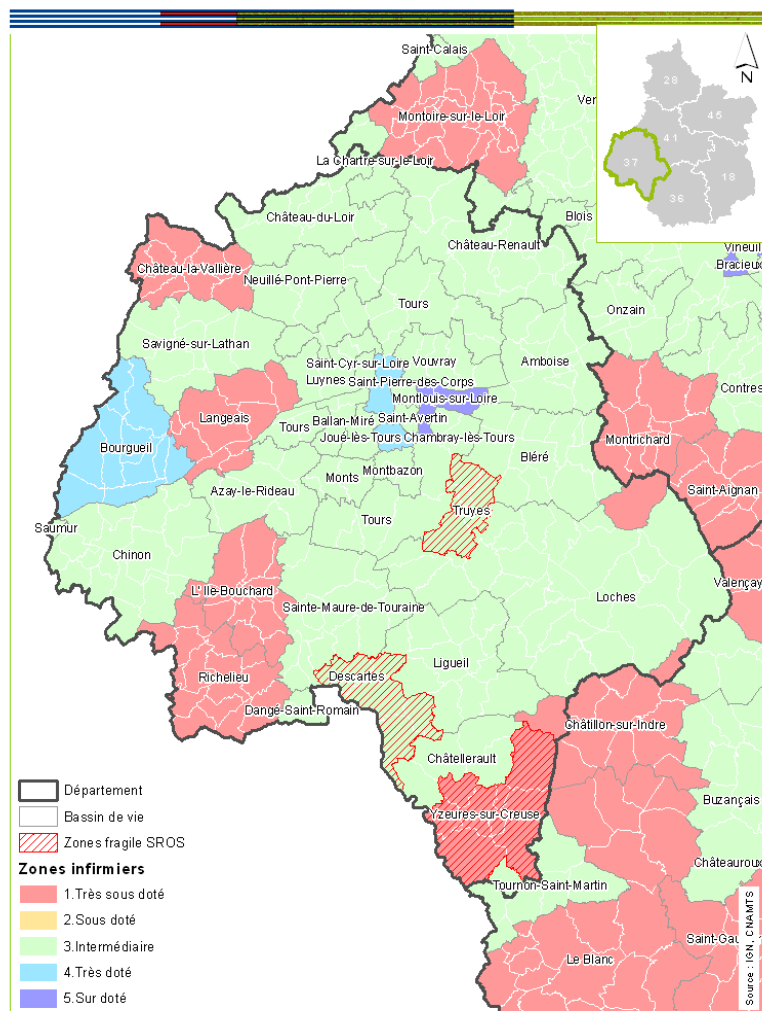 Saint-Calais
Ver
N
28
45
41
37
18
36
Montoire-sur-le-Loir
La Chartre-sur-le-Loir
Château-du-Loir
Blois
Château-Renault
Vineuil
Bracieux
Château-la-Vallière
Neuillé-Pont-Pierre
Tours
Onzain
Savigné-sur-Lathan
Saint-Cyr-sur-Loire
Vouvray
Amboise
Luynes
Saint-Pierre-des-Corps
Contres
Montlouis-sur-Loire
Langeais
Ballan-Miré
Saint-Avertin
Tours
Joué-lès-Tours
Chambray-lès-Tours
Montrichard
Bourgueil
Bléré
Monts
Montbazon
Azay-le-Rideau
Saint-Aignan
Truyes
Tours
Saumur
Chinon
L' Ile-Bouchard
Valençay
Sainte-Maure-de-Touraine
Loches
Ligueil
Richelieu
Descartes
Dangé-Saint-Romain
Châtillon-sur-Indre
Châtellerault
Buzançais
Yzeures-sur-Creuse
Châteauroux
Tournon-Saint-Martin
Saint-Gau
Le Blanc
Département
Bassin de vie
Zones fragile SROS
Zones infirmiers
1.Très sous doté
2.Sous doté
3.Intermédiaire
4.Très doté
5.Sur doté
Source : IGN, CNAMTS